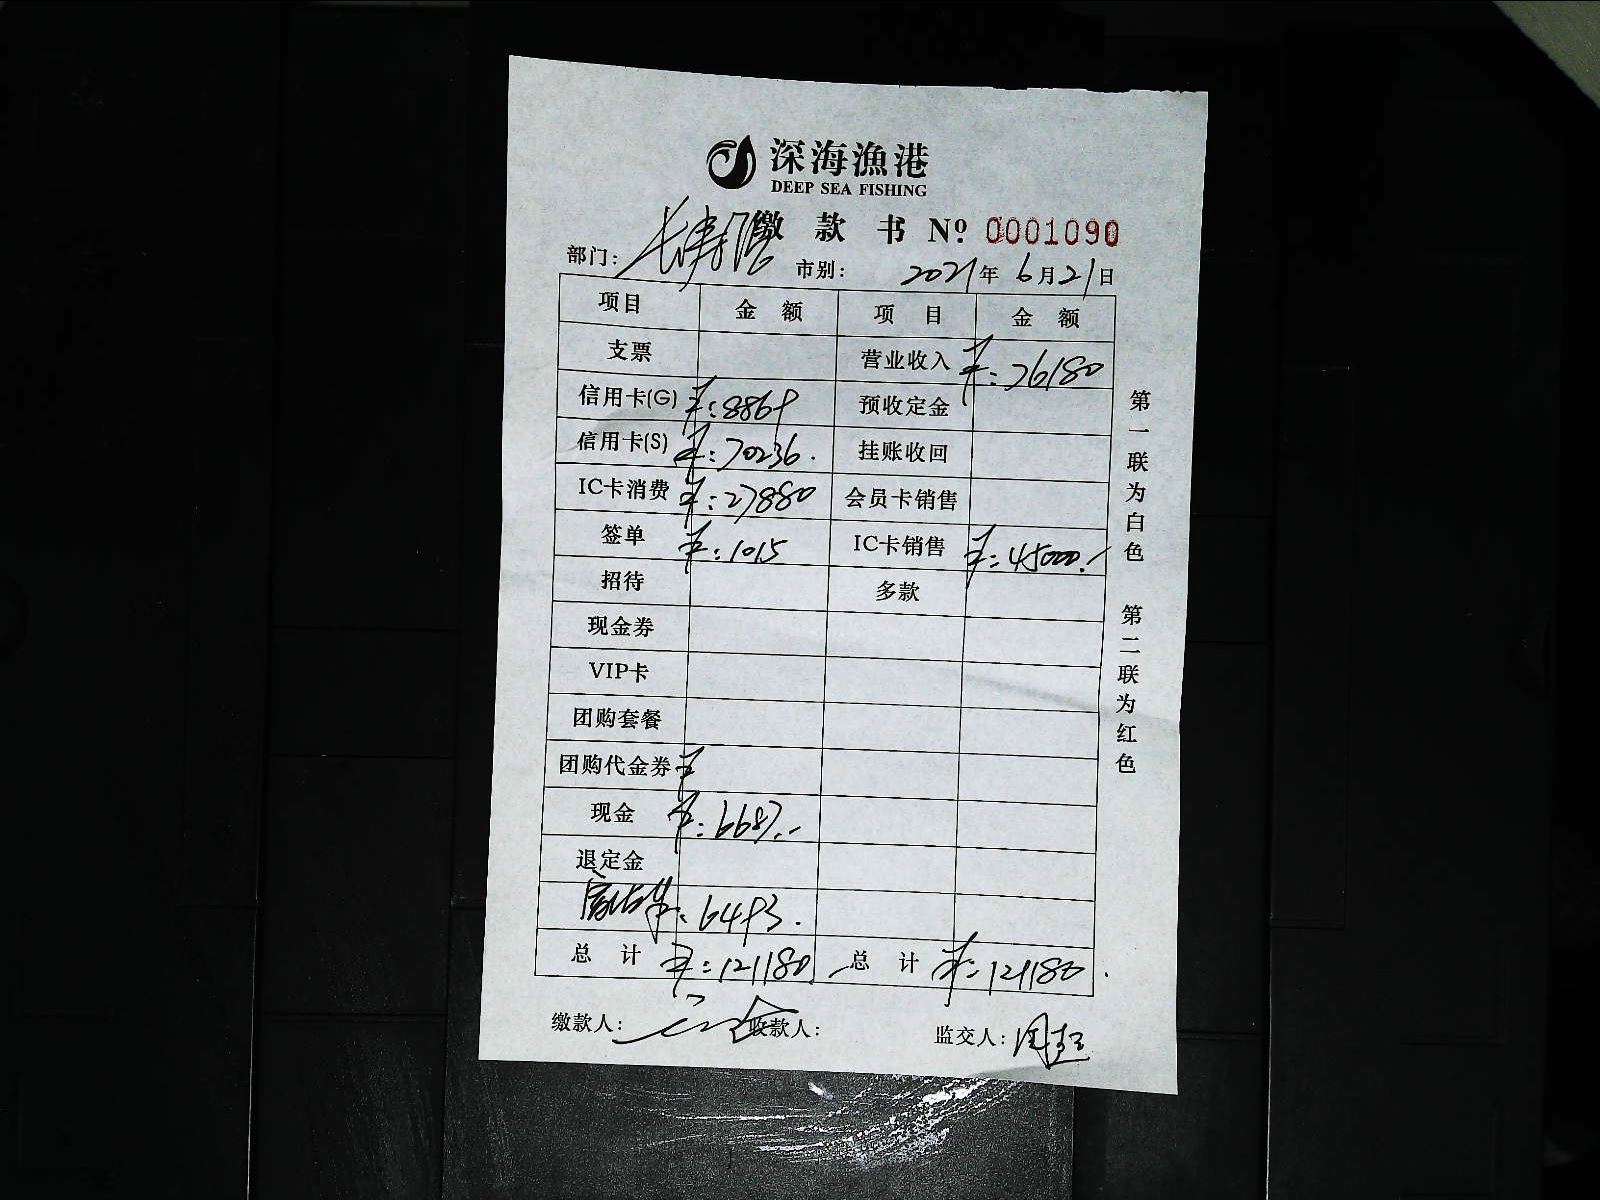 深海漁港
DEEP SEA FISHING
缴款书 Nº 0001090
部门: 长寿 市别: 2021年6月21日
项目 金额 项目 金额
支票 营业收入 ¥:76180
信用卡(G) ¥:8869 预收定金
信用卡(S) ¥:70236. 挂账收回
IC卡消费 ¥:27880 会员卡销售
签单 ¥:1015 IC卡销售 ¥:45000.-
招待 多款
现金券
VIP卡
团购套餐
团购代金券 ¥
现金 ¥:6687.-
退定金
¥:6493.
总计 ¥:121180. 总计 ¥:121180.
缴款人: 收款人: 监交人:
第一联为白色 第二联为红色